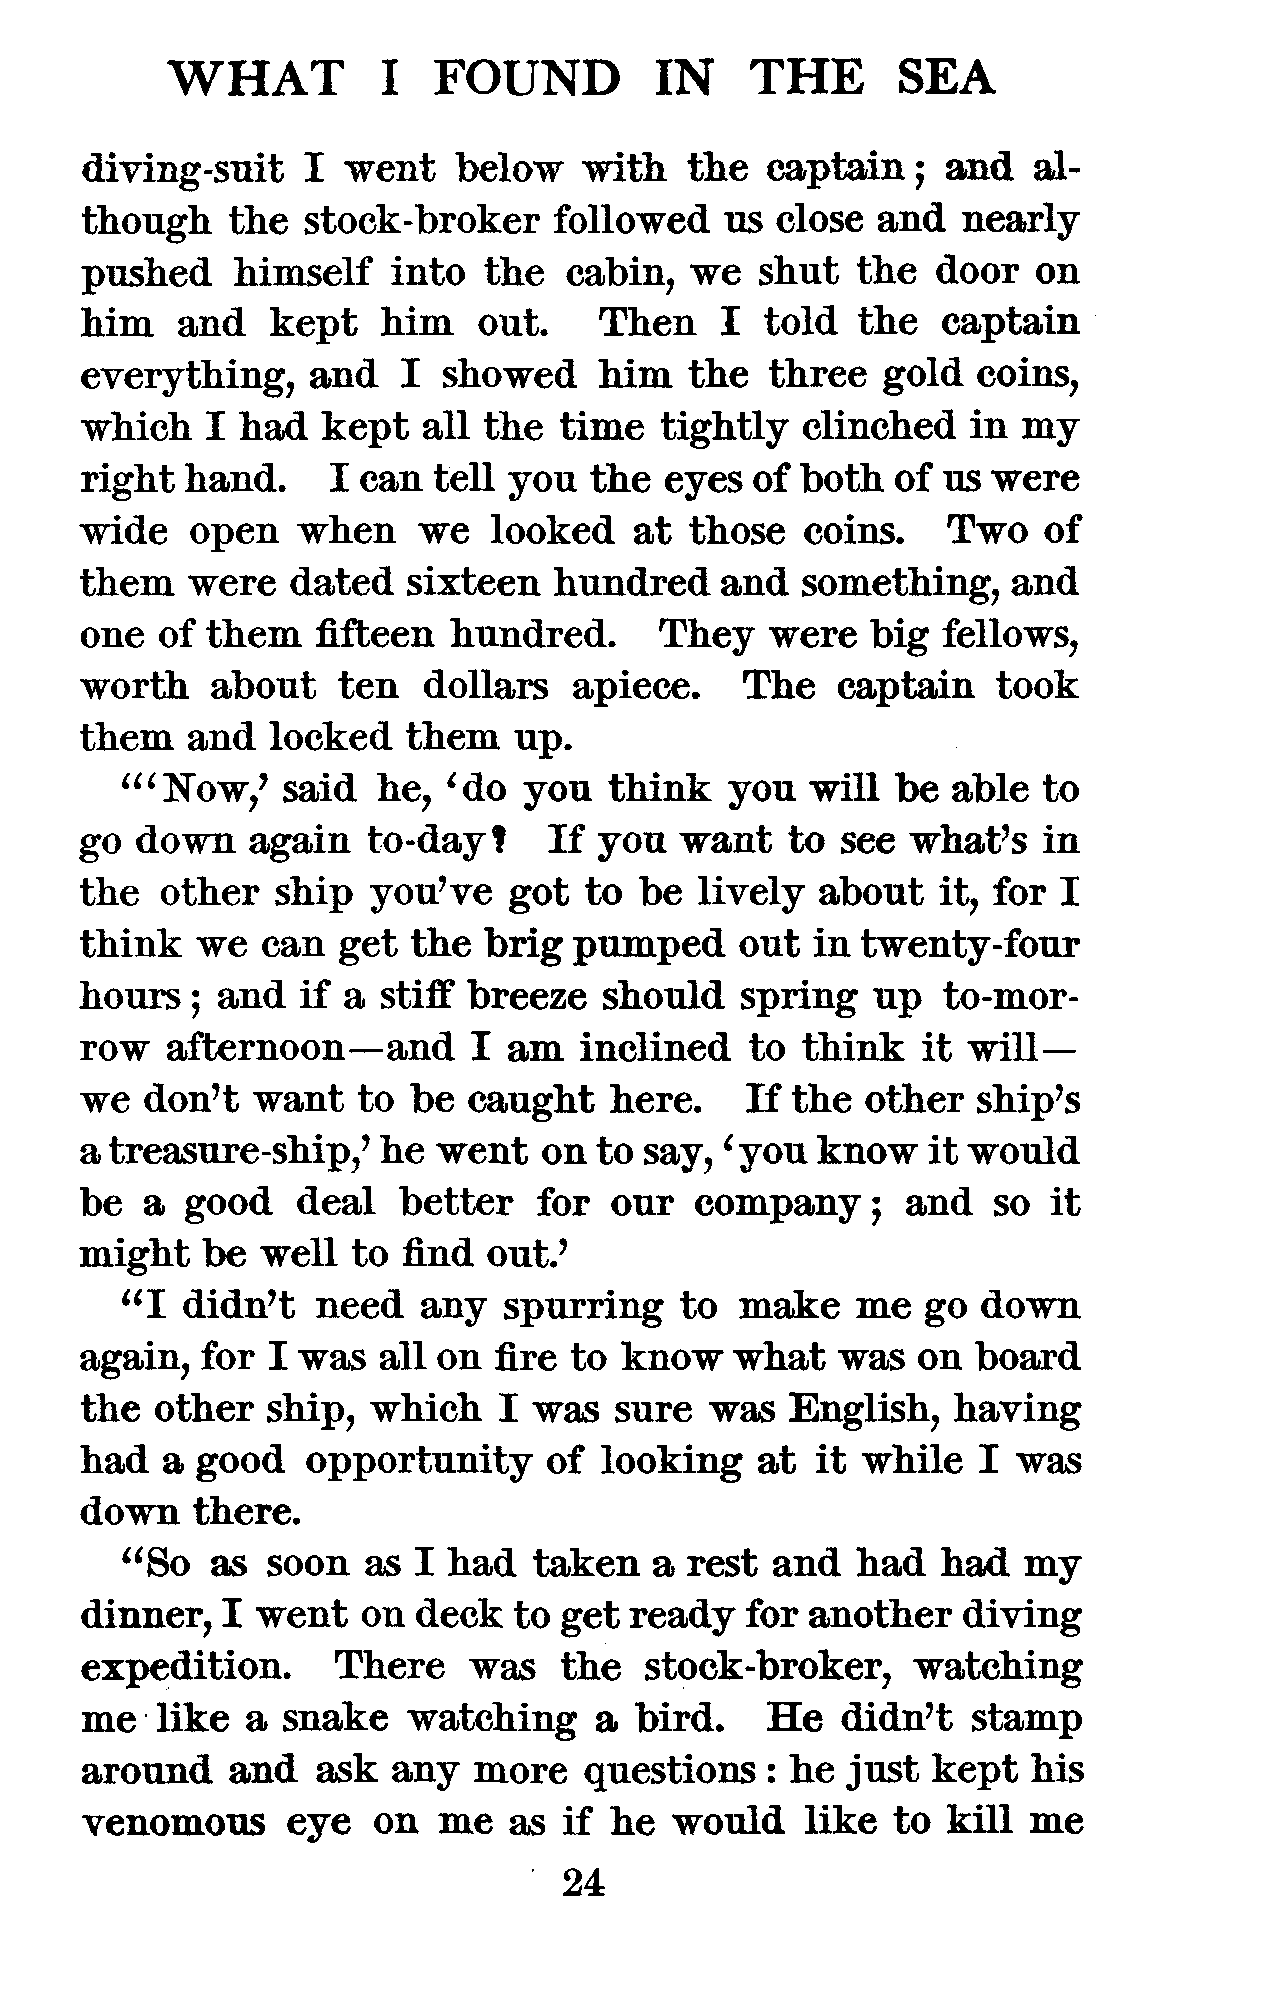 WHAT I FOUND IN THE SEA
diving-suit I went below with the captain; and al-
though the stock-broker followed us close and nearly
pushed himself into the cabin, we shut the door on
him and kept him out. Then I told the captain
everything, and I showed him the three gold coins,
which I had kept all the time tightly clinched in my
right hand. I can tell you the eyes of both of us were
wide open when we looked at those coins. Two of
them were dated sixteen hundred and something, and
one of them fifteen hundred. They were big fellows,
worth about ten dollars apiece. The captain took
them and locked them up.
“‘Now,’ said he, ‘do you think you will be able to
go down again to-day? If you want to see what’s in
the other ship you’ve got to be lively about it, for I
think we can get the brig pumped out in twenty-four
hours; and if a stiff breeze should spring up to-mor-
row afternoon—and I am inclined to think it will—
we don’t want to be caught here. If the other ship’s
a treasure-ship,’ he went on to say, ‘you know it would
be a good deal better for our company; and so it
might be well to find out.’
“I didn’t need any spurring to make me go down
again, for I was all on fire to know what was on board
the other ship, which I was sure was English, having
had a good opportunity of looking at it while I was
down there.
“So as soon as I had taken a rest and had had my
dinner, I went on deck to get ready for another diving
expedition. There was the stock-broker, watching
me like a snake watching a bird. He didn’t stamp
around and ask any more questions: he just kept his
venomous eye on me as if he would like to kill me
24